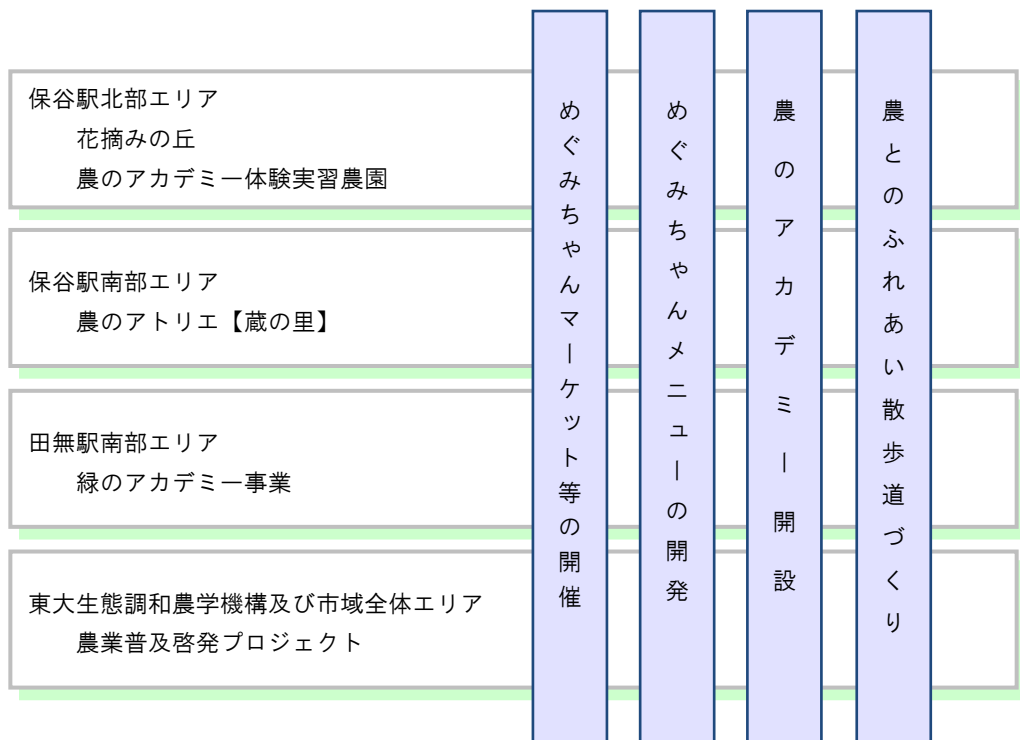 保谷駅北部エリア
花摘みの丘
農のアカデミー体験実習農園
保谷駅南部エリア
農のアトリエ【蔵の里】
田無駅南部エリア
緑のアカデミー事業
東大生態調和農学機構及び市域全体エリア
農業普及啓発プロジェクト
めぐみちゃんマーケット等の開催
めぐみちゃんメニューの開発
農のアカデミー開設
農とのふれあい散歩道づくり